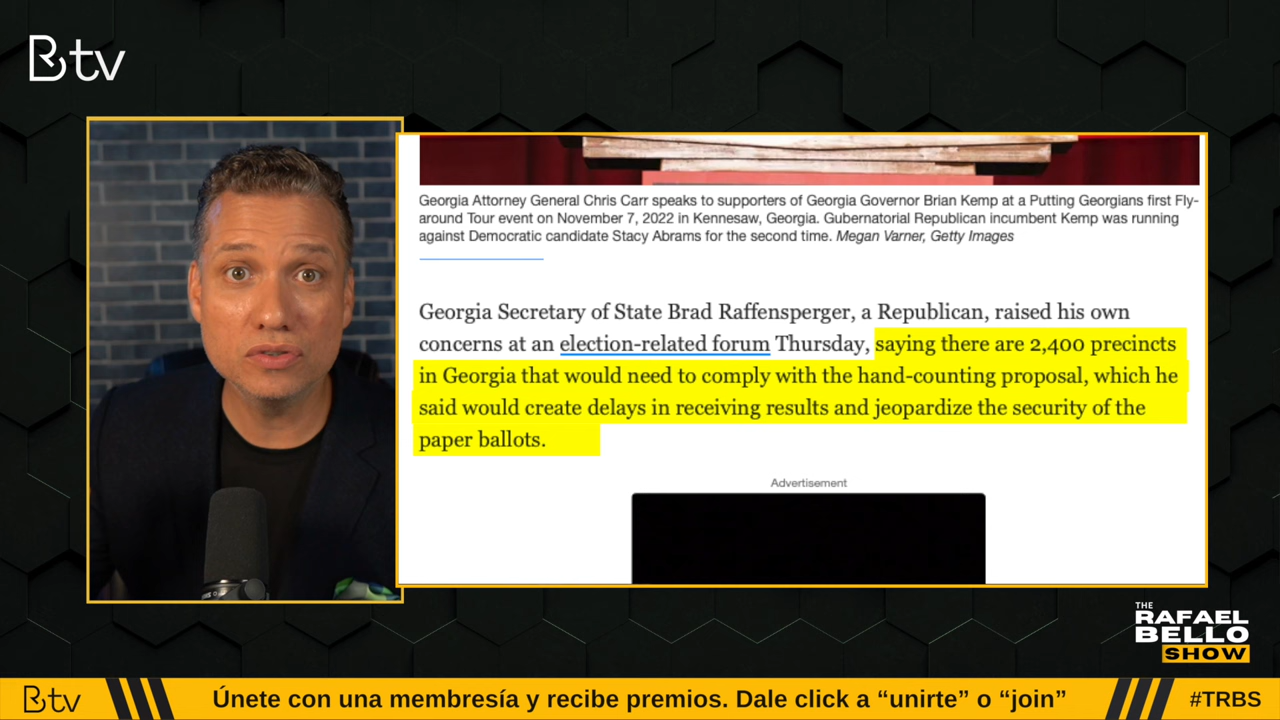 Btv
Georgia Attorney General Chris Carr speaks to supporters of Georgia Governor Brian Kemp at a Putting Georgians first Fly-
around Tour event on November 7, 2022 in Kennesaw, Georgia. Gubernatorial Republican incumbent Kemp was running
against Democratic candidate Stacy Abrams for the second time. Megan Varner, Getty Images
Georgia Secretary of State Brad Raffensperger, a Republican, raised his own
concerns at an election-related forum Thursday, saying there are 2,400 precincts
in Georgia that would need to comply with the hand-counting proposal, which he
said would create delays in receiving results and jeopardize the security of the
paper ballots.
Advertisement
THE
RAFAEL
BELLO
SHOW
Btv
Únete con una membresía y recibe premios. Dale click a “unirte” o “join”
#TRBS